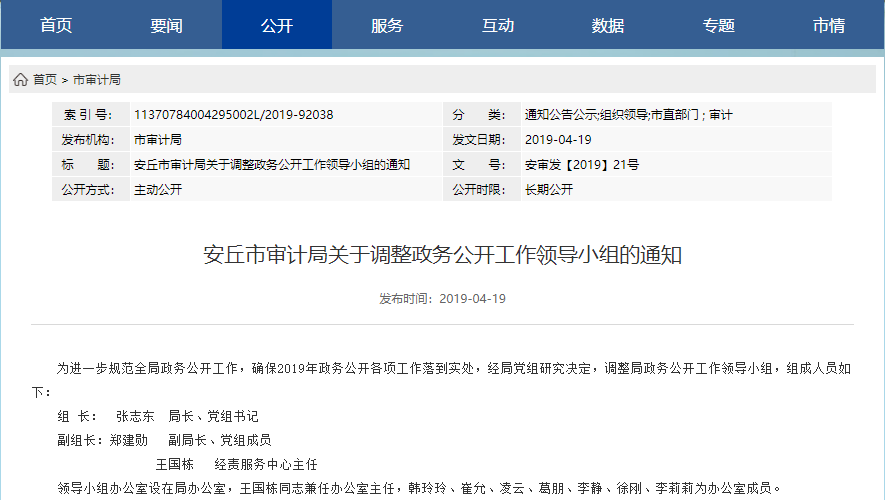 首页 要闻 公开 服务 互动 数据 专题 市情
首页 > 市审计局
索 引 号： 11370784004295002L/2019-92038 分 类： 通知公告公示;组织领导;市直部门 ; 审计
发布机构： 市审计局 发文日期： 2019-04-19
标 题： 安丘市审计局关于调整政务公开工作领导小组的通知 文 号： 安审发【2019】21号
公开方式： 主动公开 公开时限： 长期公开
安丘市审计局关于调整政务公开工作领导小组的通知
发布时间：2019-04-19
为进一步规范全局政务公开工作，确保2019年政务公开各项工作落到实处，经局党组研究决定，调整局政务公开工作领导小组，组成人员如
下：
组 长： 张志东 局长、党组书记
副组长：郑建勋 副局长、党组成员
王国栋 经责服务中心主任
领导小组办公室设在局办公室，王国栋同志兼任办公室主任，韩玲玲、崔允、凌云、葛朋、李静、徐刚、李莉莉为办公室成员。